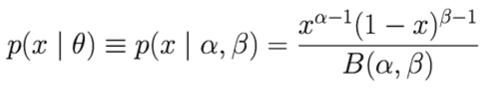 p(x | θ) ≡ p(x | α, β) = x^{α−1}(1 − x)^{β−1} / B(α, β)